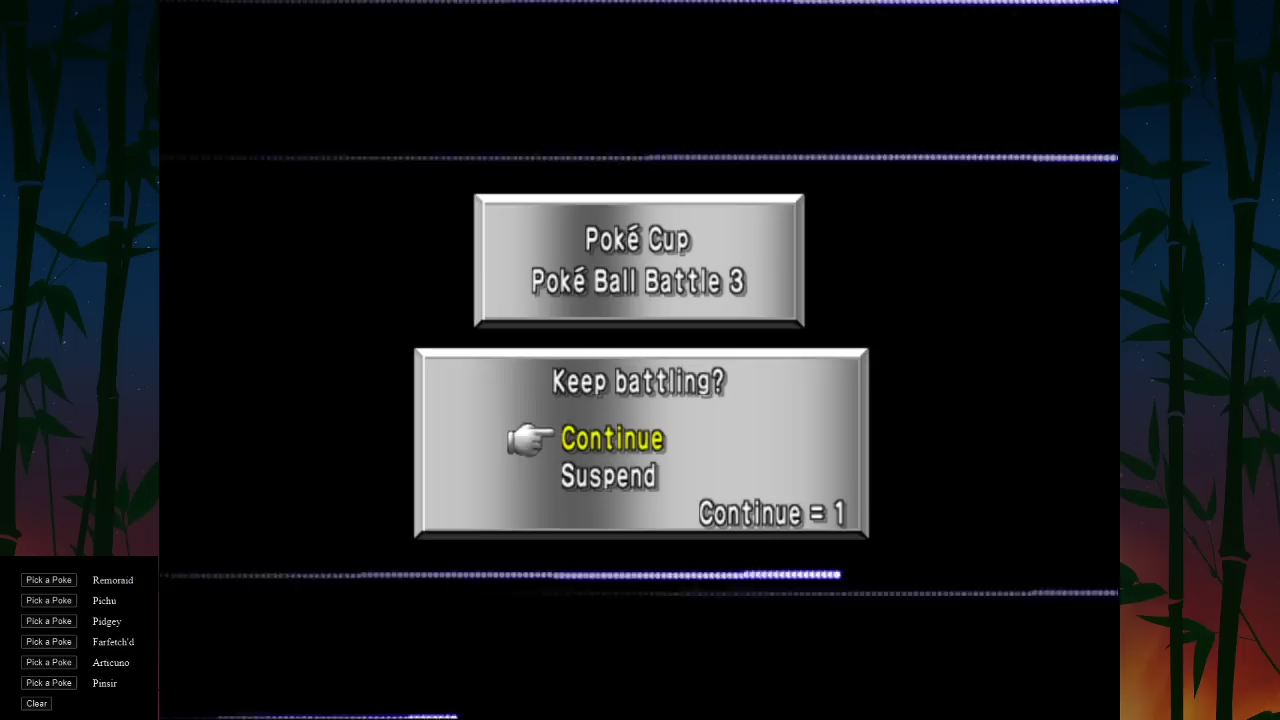 Poké Cup
Poké Ball Battle 3
Keep battling?
Continue
Suspend
Continue = 1
Pick a Poke Remoraid
Pick a Poke Pichu
Pick a Poke Pidgey
Pick a Poke Farfetch'd
Pick a Poke Articuno
Pick a Poke Pinsir
Clear